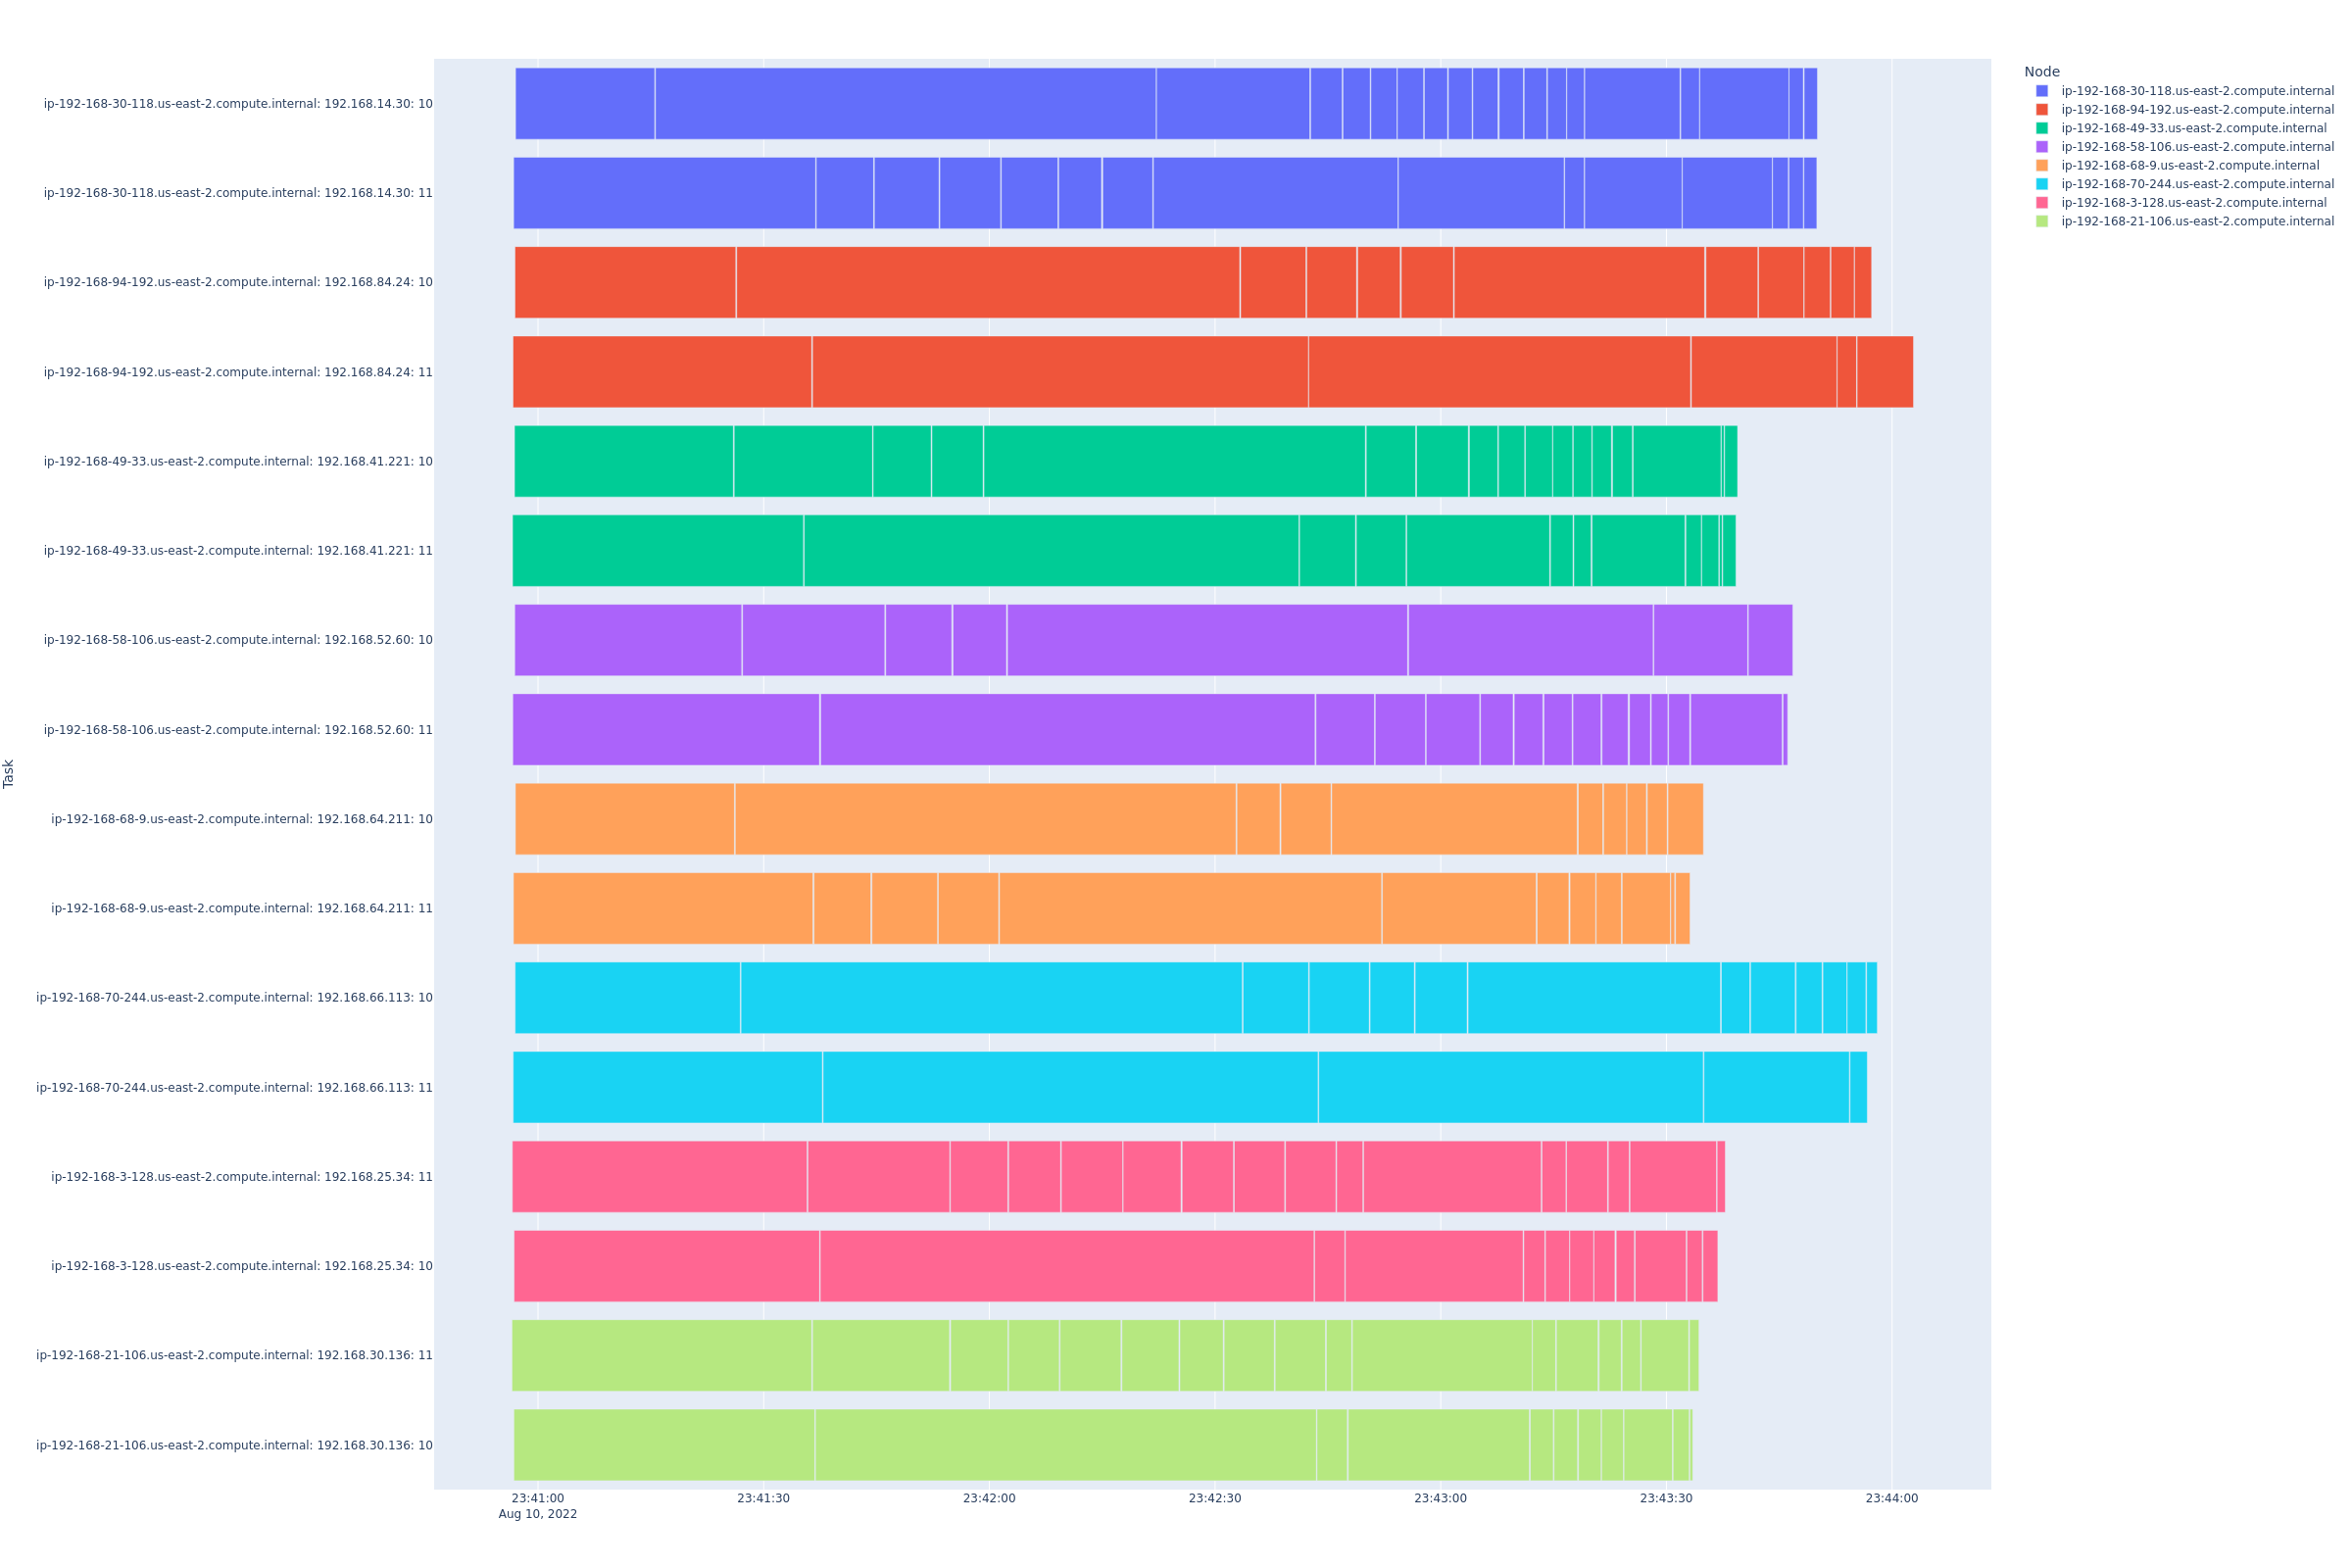 Node
ip-192-168-30-118.us-east-2.compute.internal
ip-192-168-94-192.us-east-2.compute.internal
ip-192-168-49-33.us-east-2.compute.internal
ip-192-168-58-106.us-east-2.compute.internal
ip-192-168-68-9.us-east-2.compute.internal
ip-192-168-70-244.us-east-2.compute.internal
ip-192-168-3-128.us-east-2.compute.internal
ip-192-168-21-106.us-east-2.compute.internal
ip-192-168-30-118.us-east-2.compute.internal: 192.168.14.30: 10
ip-192-168-30-118.us-east-2.compute.internal: 192.168.14.30: 11
ip-192-168-94-192.us-east-2.compute.internal: 192.168.84.24: 10
ip-192-168-94-192.us-east-2.compute.internal: 192.168.84.24: 11
ip-192-168-49-33.us-east-2.compute.internal: 192.168.41.221: 10
ip-192-168-49-33.us-east-2.compute.internal: 192.168.41.221: 11
ip-192-168-58-106.us-east-2.compute.internal: 192.168.52.60: 10
ip-192-168-58-106.us-east-2.compute.internal: 192.168.52.60: 11
Task
ip-192-168-68-9.us-east-2.compute.internal: 192.168.64.211: 10
ip-192-168-68-9.us-east-2.compute.internal: 192.168.64.211: 11
ip-192-168-70-244.us-east-2.compute.internal: 192.168.66.113: 10
ip-192-168-70-244.us-east-2.compute.internal: 192.168.66.113: 11
ip-192-168-3-128.us-east-2.compute.internal: 192.168.25.34: 11
ip-192-168-3-128.us-east-2.compute.internal: 192.168.25.34: 10
ip-192-168-21-106.us-east-2.compute.internal: 192.168.30.136: 11
ip-192-168-21-106.us-east-2.compute.internal: 192.168.30.136: 10
23:41:00 23:41:30 23:42:00 23:42:30 23:43:00 23:43:30 23:44:00
Aug 10, 2022